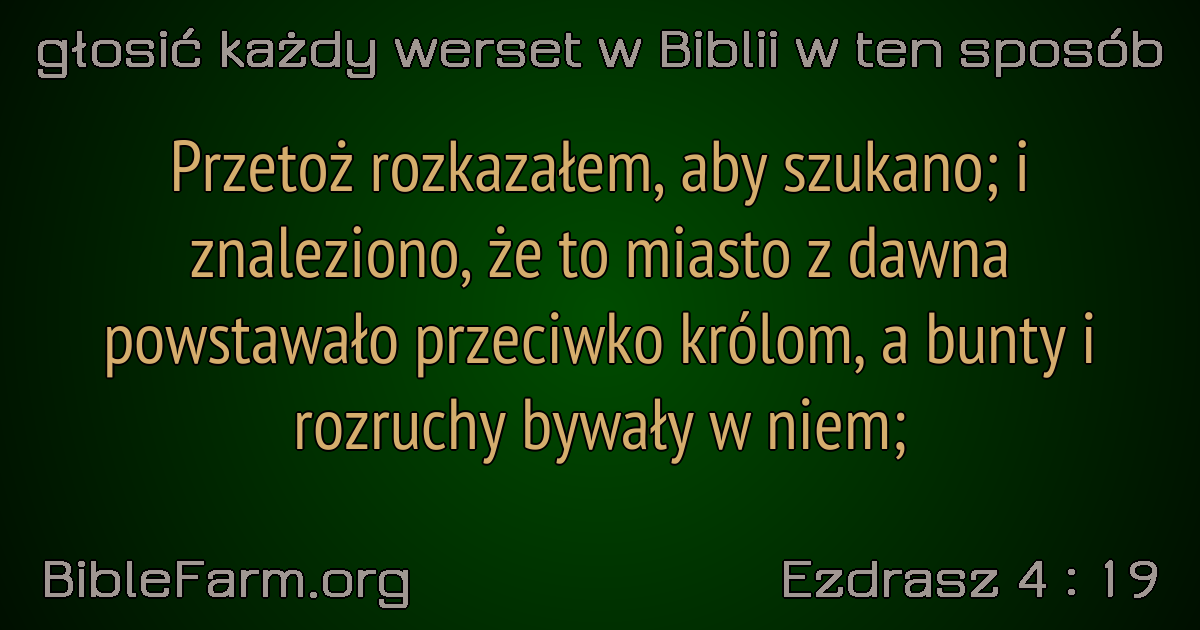 głosić każdy werset w Biblii w ten sposób
Przetoż rozkazałem, aby szukano; i
znaleziono, że to miasto z dawna
powstawało przeciwko królom, a bunty i
rozruchy bywały w niem;
BibleFarm.org
Ezdrasz 4 : 19